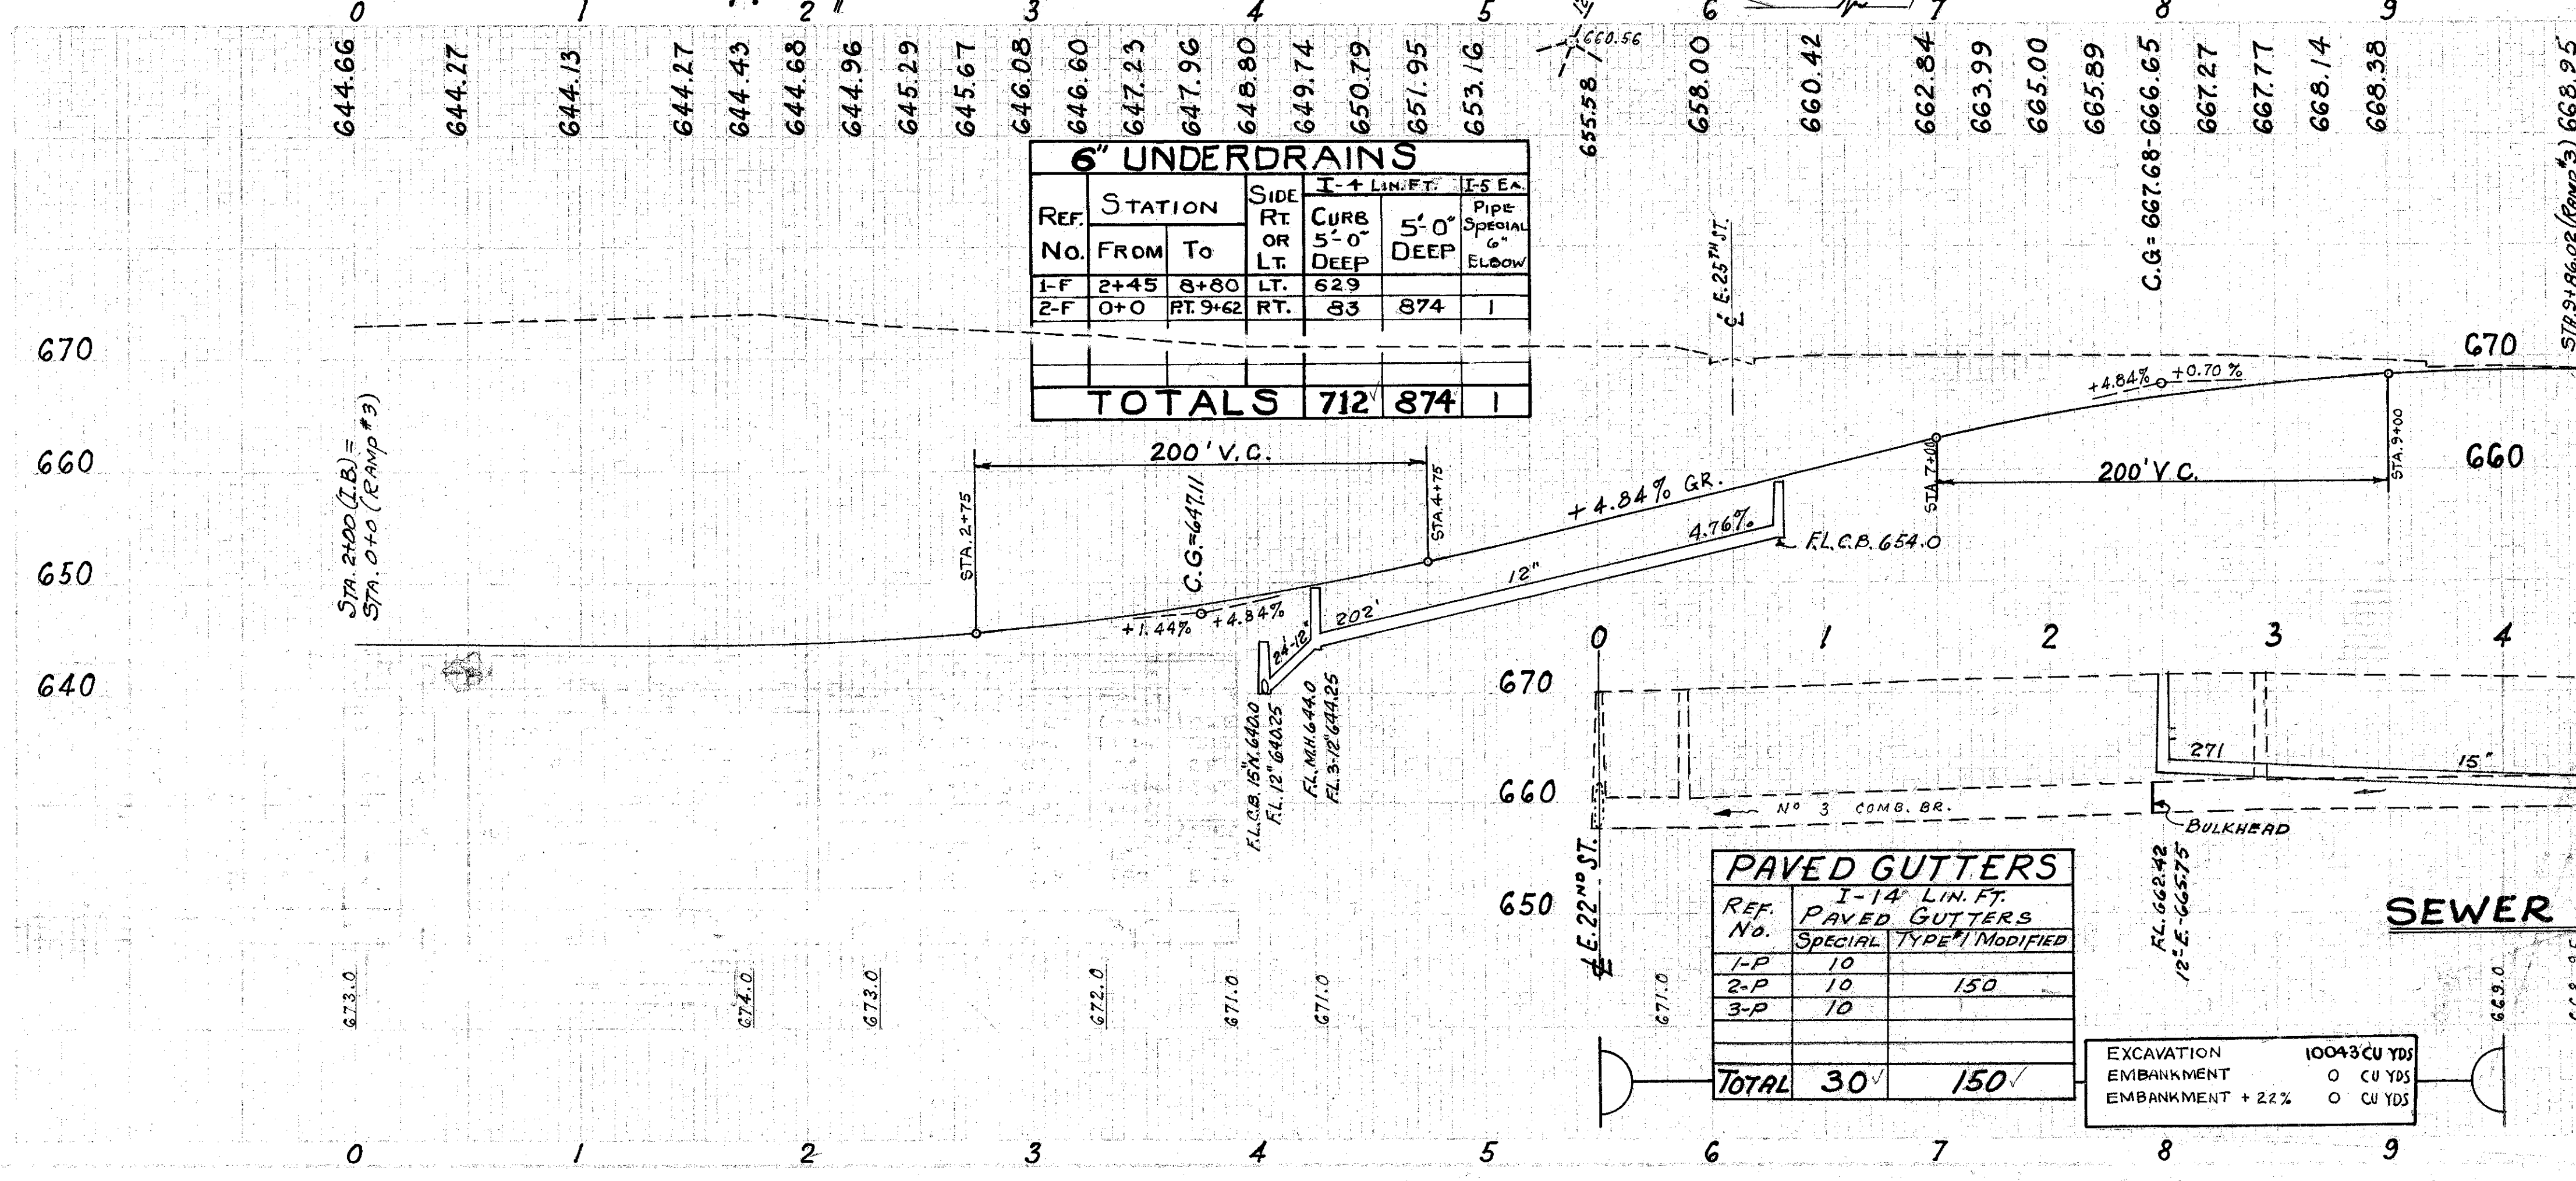 0 1 2 3 4 5 6 7 8 9
644.66 644.27 644.13 644.27 644.43 644.68 644.96 645.29 645.67 646.08 646.60 647.23 647.96 648.80 649.74 650.79 651.95 653.16 655.58 658.00 660.42 662.84 663.99 665.00 665.89 666.65 667.27 667.77 668.14 668.38 668.95
660.56
C.G.= 667.68
STA. 9+86.02 (RAMP #3)
6" UNDERDRAINS
REF. No. STATION FROM TO SIDE RT. OR LT. I-4 LIN. FT. CURB 5'-0" DEEP 5'-0" DEEP I-5 EA. PIPE SPECIAL 6" ELBOW
1-F 2+45 8+80 LT. 629
2-F 0+0 P.T. 9+62 RT. 83 874 1
TOTALS 712 874 1
℄ E. 25TH ST.
670
660
650
640
670
660
STA. 2+00 (I.B.) =
STA. 0+0 (RAMP #3)
STA. 2+75
200' V.C.
STA. 4+75
C.G.=647.11
+1.44% +4.84%
+4.84% GR.
4.76%
F.L.C.B. 654.0
12"
202'
24'-12"
F.L.C.B. 15"N. 640.0
F.L. 12" 640.25
F.L. M.H. 644.0
F.L. 3-12" 644.25
STA. 7+00
200' V.C.
STA. 9+00
+4.84% +0.70%
0 1 2 3 4
670
660
650
℄ E. 22ND ST.
Nº 3 COMB. BR.
271
15"
BULKHEAD
F.L. 662.42
12" E.-665.75
SEWER
PAVED GUTTERS
REF. No. I-14 LIN. FT. PAVED GUTTERS
SPECIAL TYPE #1 MODIFIED
1-P 10
2-P 10 150
3-P 10
TOTAL 30 150
673.0 674.0 673.0 672.0 671.0 671.0 671.0 669.0
EXCAVATION 10043 CU YDS
EMBANKMENT 0 CU YDS
EMBANKMENT + 22% 0 CU YDS
0 1 2 3 4 5 6 7 8 9